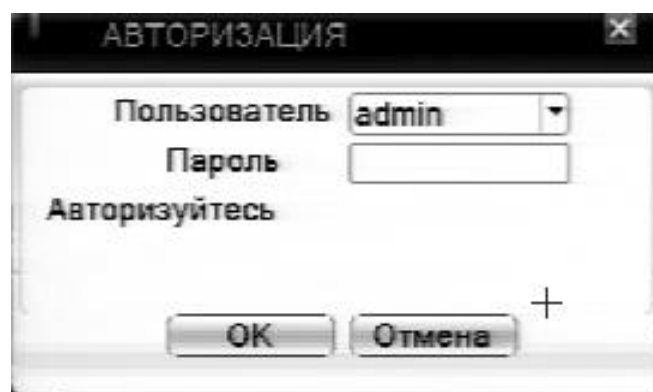 АВТОРИЗАЦИЯ
Пользователь admin
Пароль
Авторизуйтесь
OK Отмена